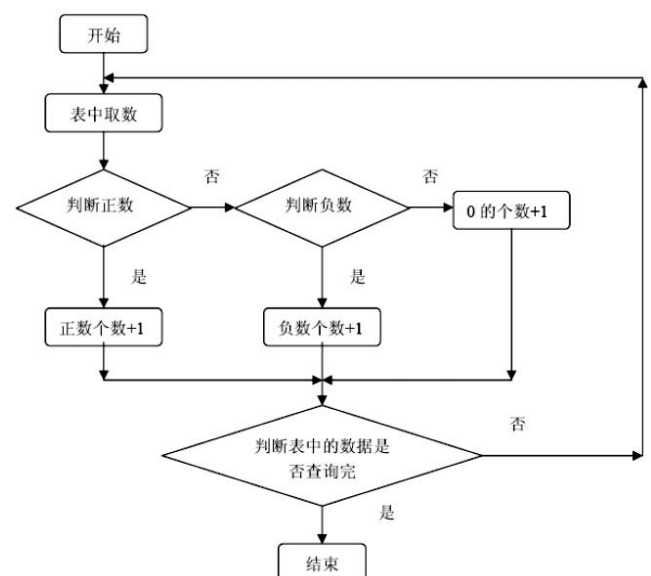 开始
表中取数
否
否
判断正数
判断负数
0 的个数+1
是
是
正数个数+1
负数个数+1
否
判断表中的数据是
否查询完
是
结束